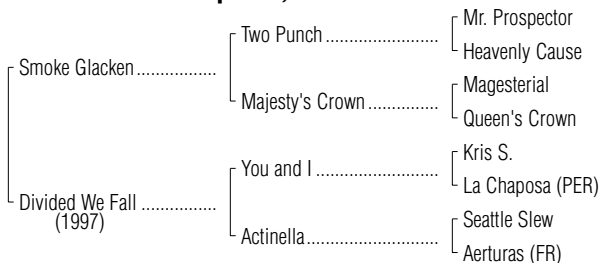 Mr. Prospector
Two Punch ........................
Heavenly Cause
Smoke Glacken .................
Magesterial
Majesty's Crown ...............
Queen's Crown
Kris S.
You and I ..........................
La Chaposa (PER)
Divided We Fall ................
(1997)
Seattle Slew
Actinella ............................
Aerturas (FR)